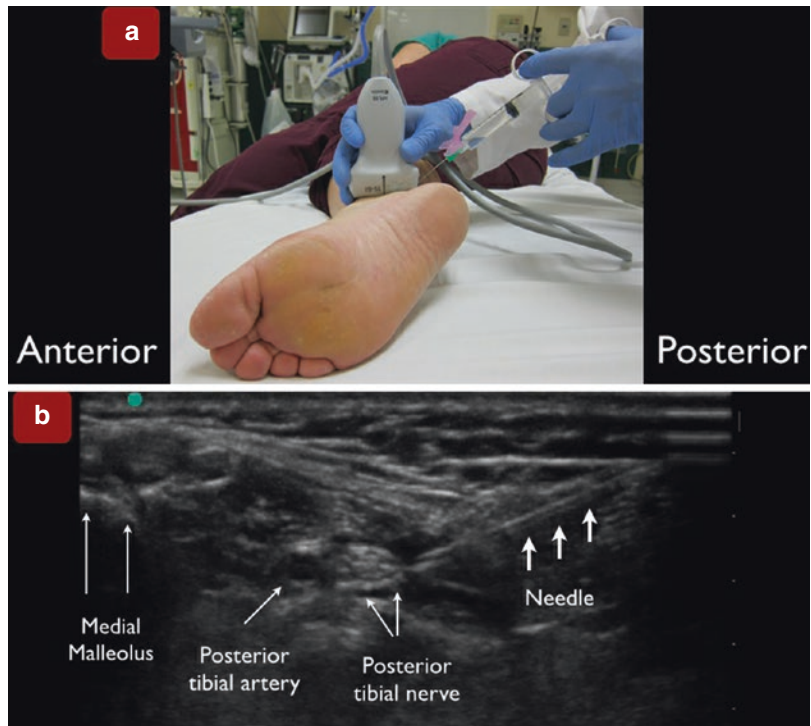 a
Anterior
Posterior
b
Medial
Malleolus
Posterior
tibial artery
Posterior
tibial nerve
Needle